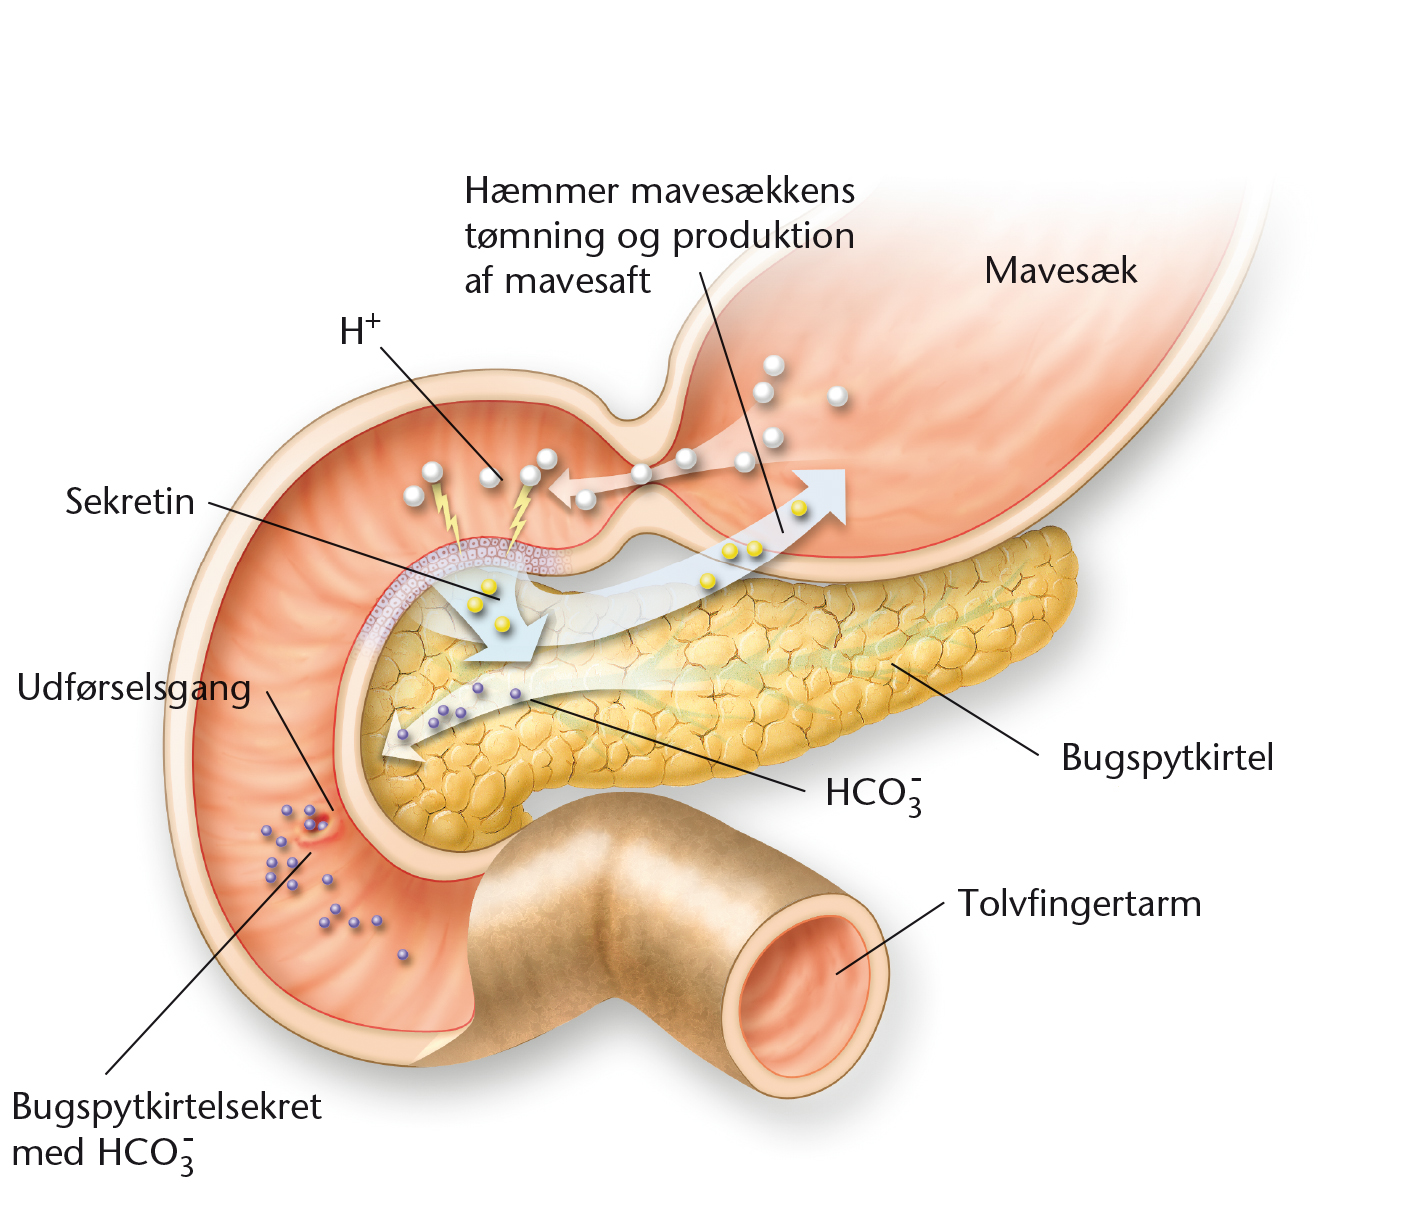 Hæmmer mavesækkens
tømning og produktion
af mavesaft
Mavesæk
H⁺
Sekretin
Udførselsgang
Bugspytkirtel
HCO₃⁻
Tolvfingertarm
Bugspytkirtelsekret
med HCO₃⁻